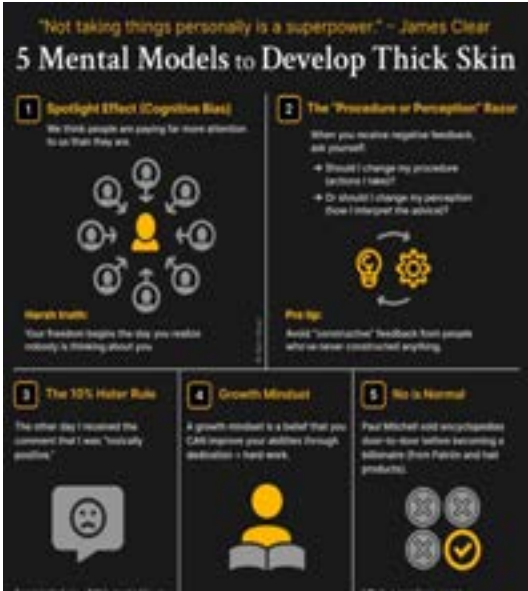 "Not taking things personally is a superpower." – James Clear
5 Mental Models to Develop Thick Skin
1 Spotlight Effect (Cognitive Bias)
We think people are paying far more attention
to us than they are.
Harsh truth:
Your freedom begins the day you realize
nobody is thinking about you
2 The "Procedure or Perception" Razor
When you receive negative feedback,
ask yourself:
→ Should I change my procedure
(actions I take)?
→ Or should I change my perception
(how I interpret the advice)?
Pro tip:
Avoid "constructive" feedback from people
who've never constructed anything.
3 The 10% Hater Rule
The other day I received the
comment that I was "toxically
positive."
4 Growth Mindset
A growth mindset is a belief that you
CAN improve your abilities through
dedication + hard work.
5 No is Normal
Paul Mitchell sold encyclopedias
door-to-door before becoming a
billionaire (from Patrón and hair
products).